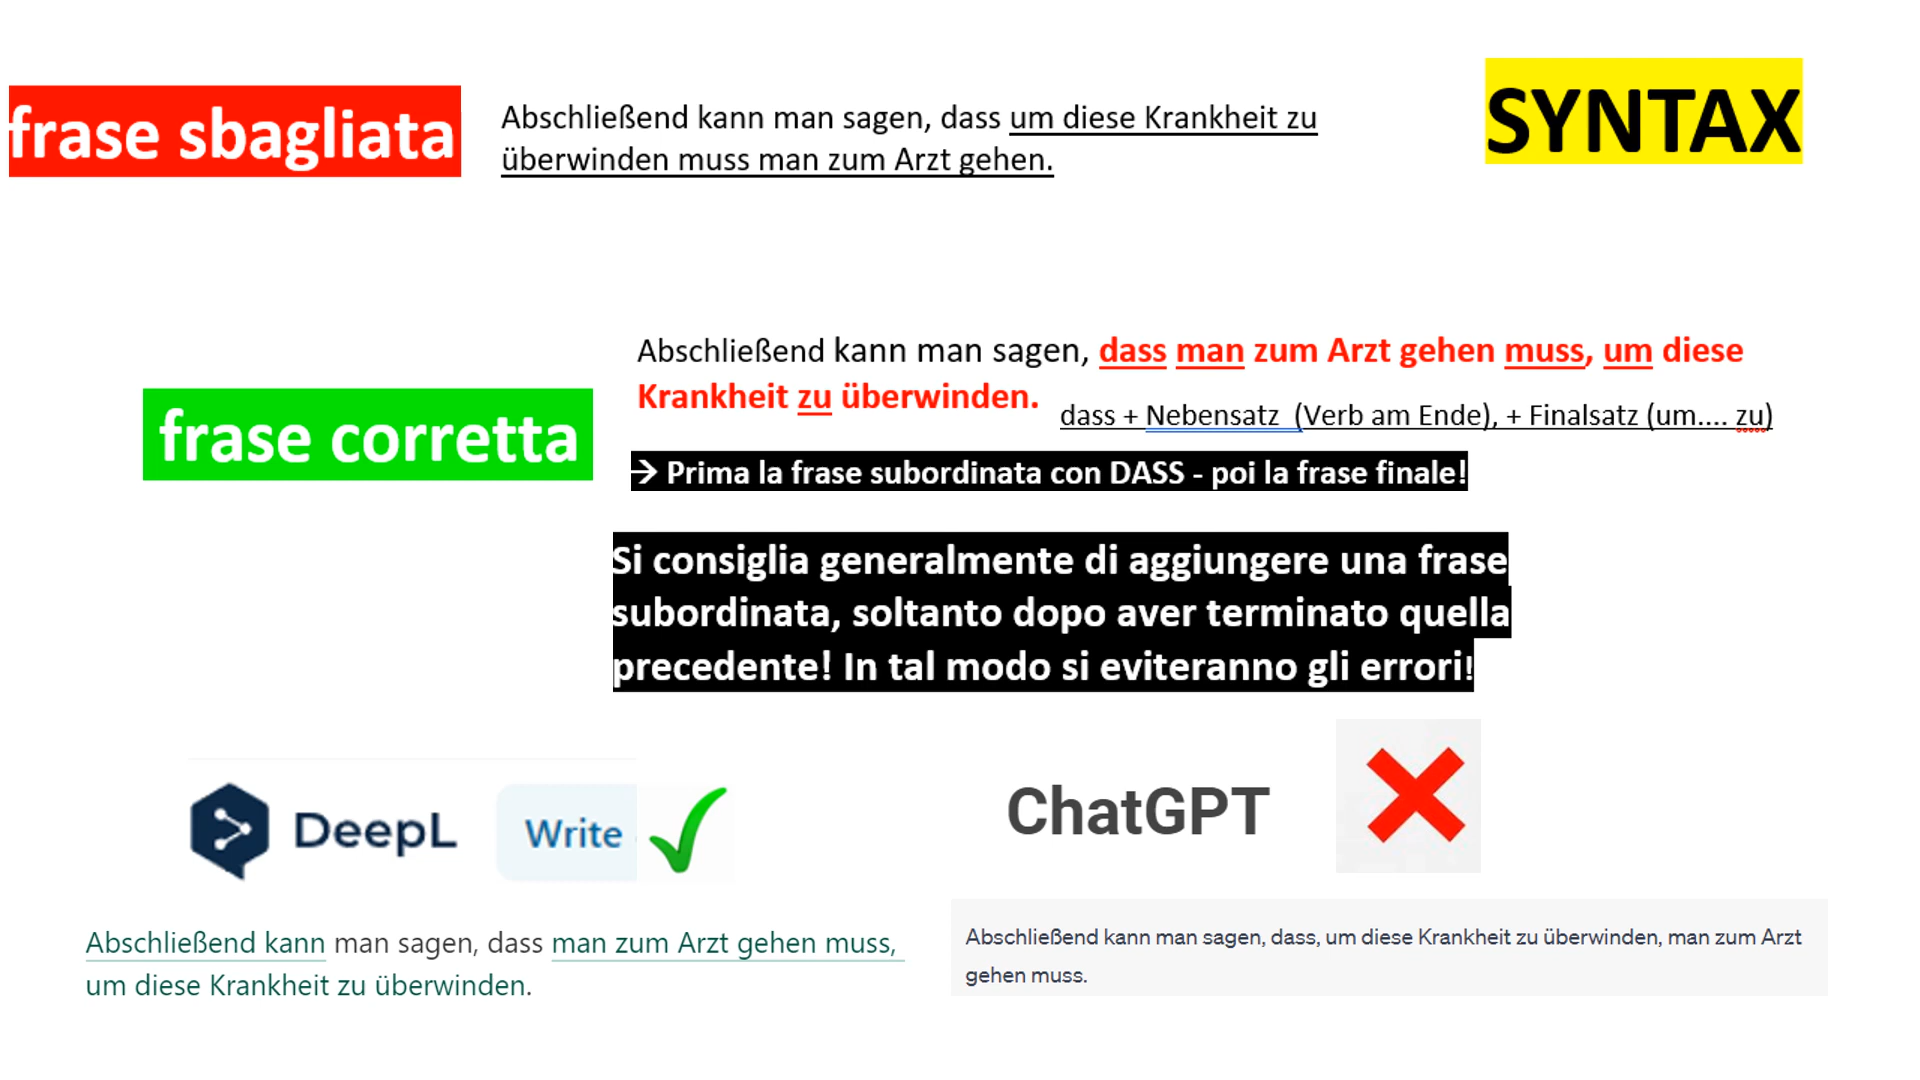 frase sbagliata
Abschließend kann man sagen, dass um diese Krankheit zu
überwinden muss man zum Arzt gehen.
SYNTAX
frase corretta
Abschließend kann man sagen, dass man zum Arzt gehen muss, um diese
Krankheit zu überwinden.
dass + Nebensatz (Verb am Ende), + Finalsatz (um.... zu)
→ Prima la frase subordinata con DASS - poi la frase finale!
Si consiglia generalmente di aggiungere una frase
subordinata, soltanto dopo aver terminato quella
precedente! In tal modo si eviteranno gli errori!
DeepL Write
Abschließend kann man sagen, dass man zum Arzt gehen muss,
um diese Krankheit zu überwinden.
ChatGPT
Abschließend kann man sagen, dass, um diese Krankheit zu überwinden, man zum Arzt
gehen muss.